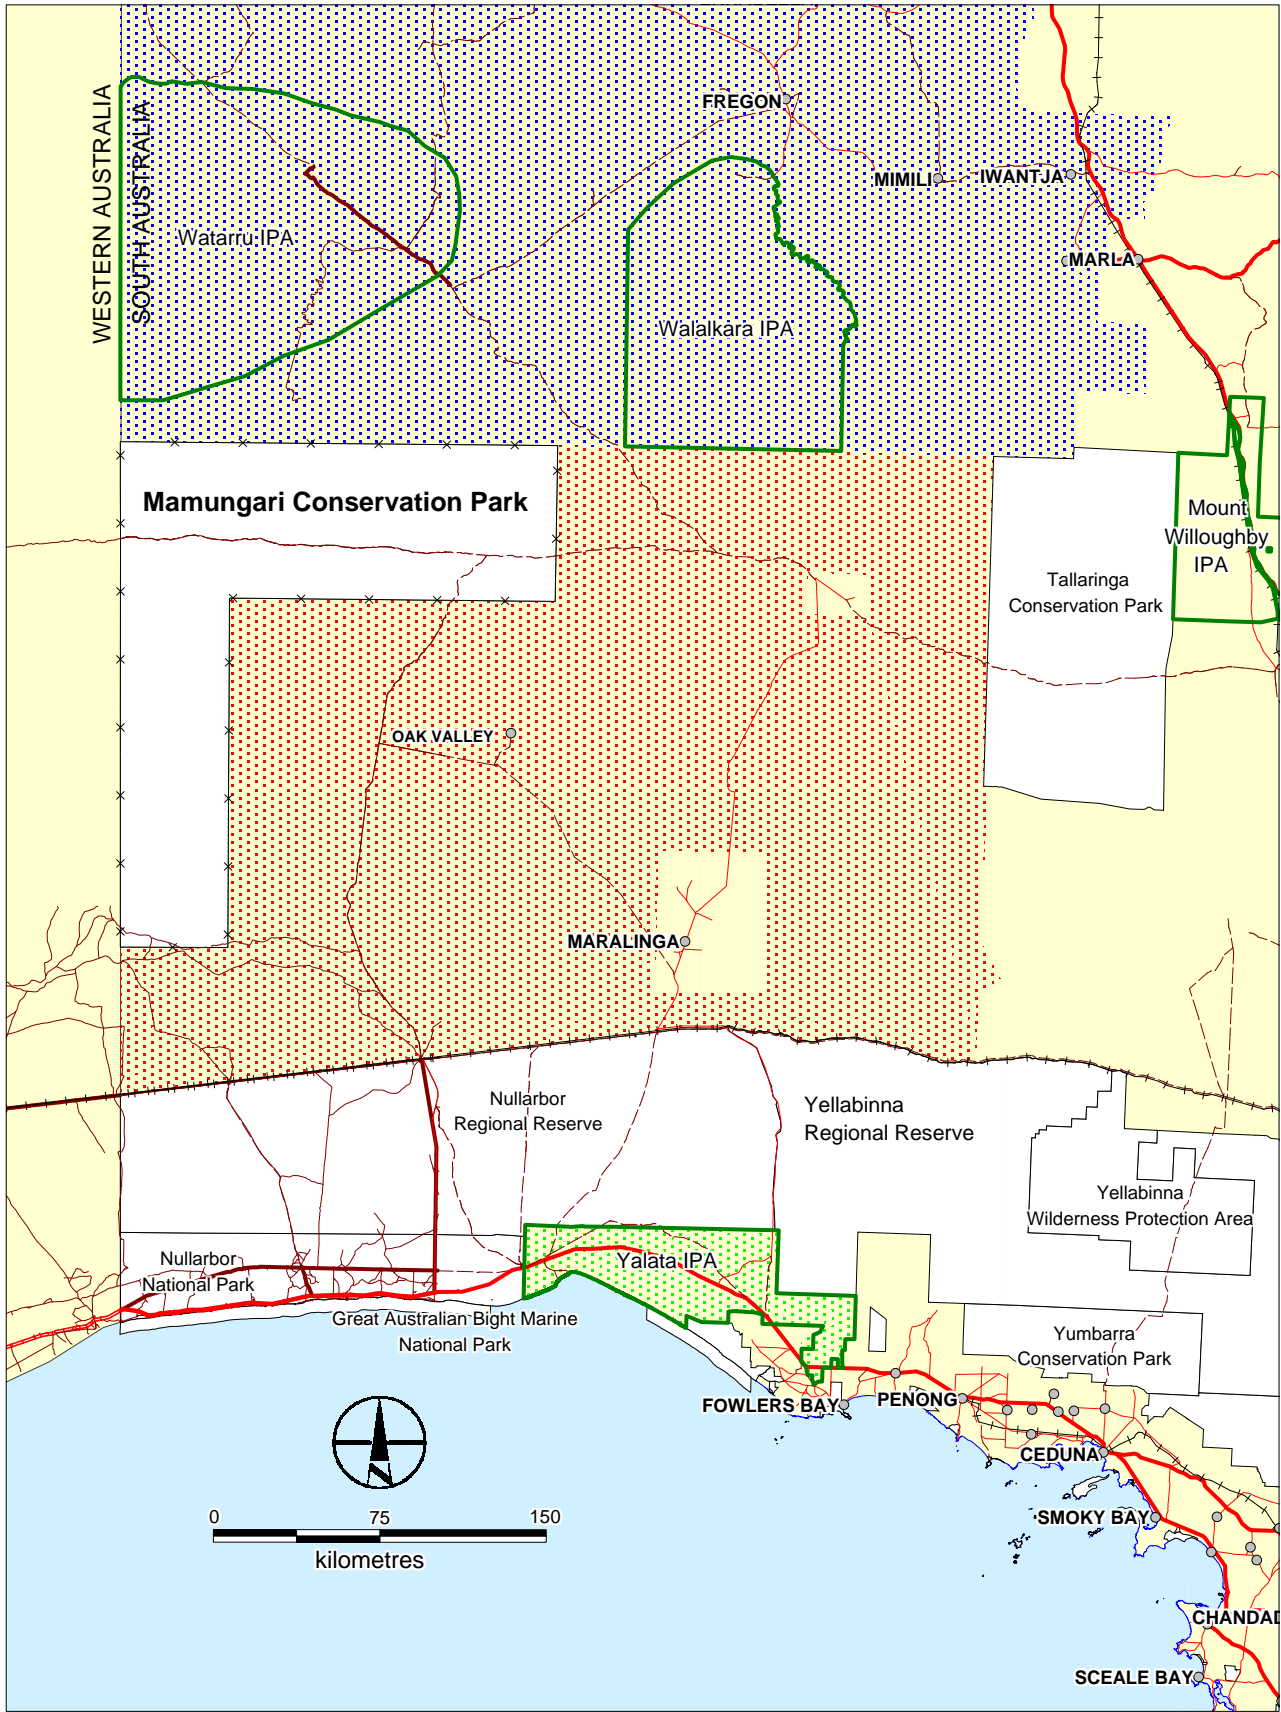 FREGON
WESTERN AUSTRALIA
SOUTH AUSTRALIA
MIMILI
IWANTJA
Watarru IPA
MARLA
Walalkara IPA
Mamungari Conservation Park
Mount
Willoughby
IPA
Tallaringa
Conservation Park
OAK VALLEY
MARALINGA
Nullarbor
Regional Reserve
Yellabinna
Regional Reserve
Yellabinna
Wilderness Protection Area
Nullarbor
National Park
Yalata IPA
Great Australian Bight Marine
National Park
Yumbarra
Conservation Park
FOWLERS BAY
PENONG
CEDUNA
N
0 75 150
kilometres
SMOKY BAY
CHANDAD
SCEALE BAY